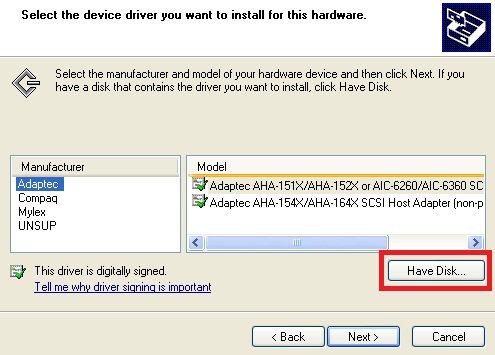 Select the device driver you want to install for this hardware.
Select the manufacturer and model of your hardware device and then click Next. If you
have a disk that contains the driver you want to install, click Have Disk.
Manufacturer
Adaptec
Compaq
Mylex
UNSUP
Model
Adaptec AHA-151X/AHA-152X or AIC-6260/AIC-6360 SC
Adaptec AHA-154X/AHA-164X SCSI Host Adapter (non-p
This driver is digitally signed.
Tell me why driver signing is important
Have Disk...
< Back
Next >
Cancel